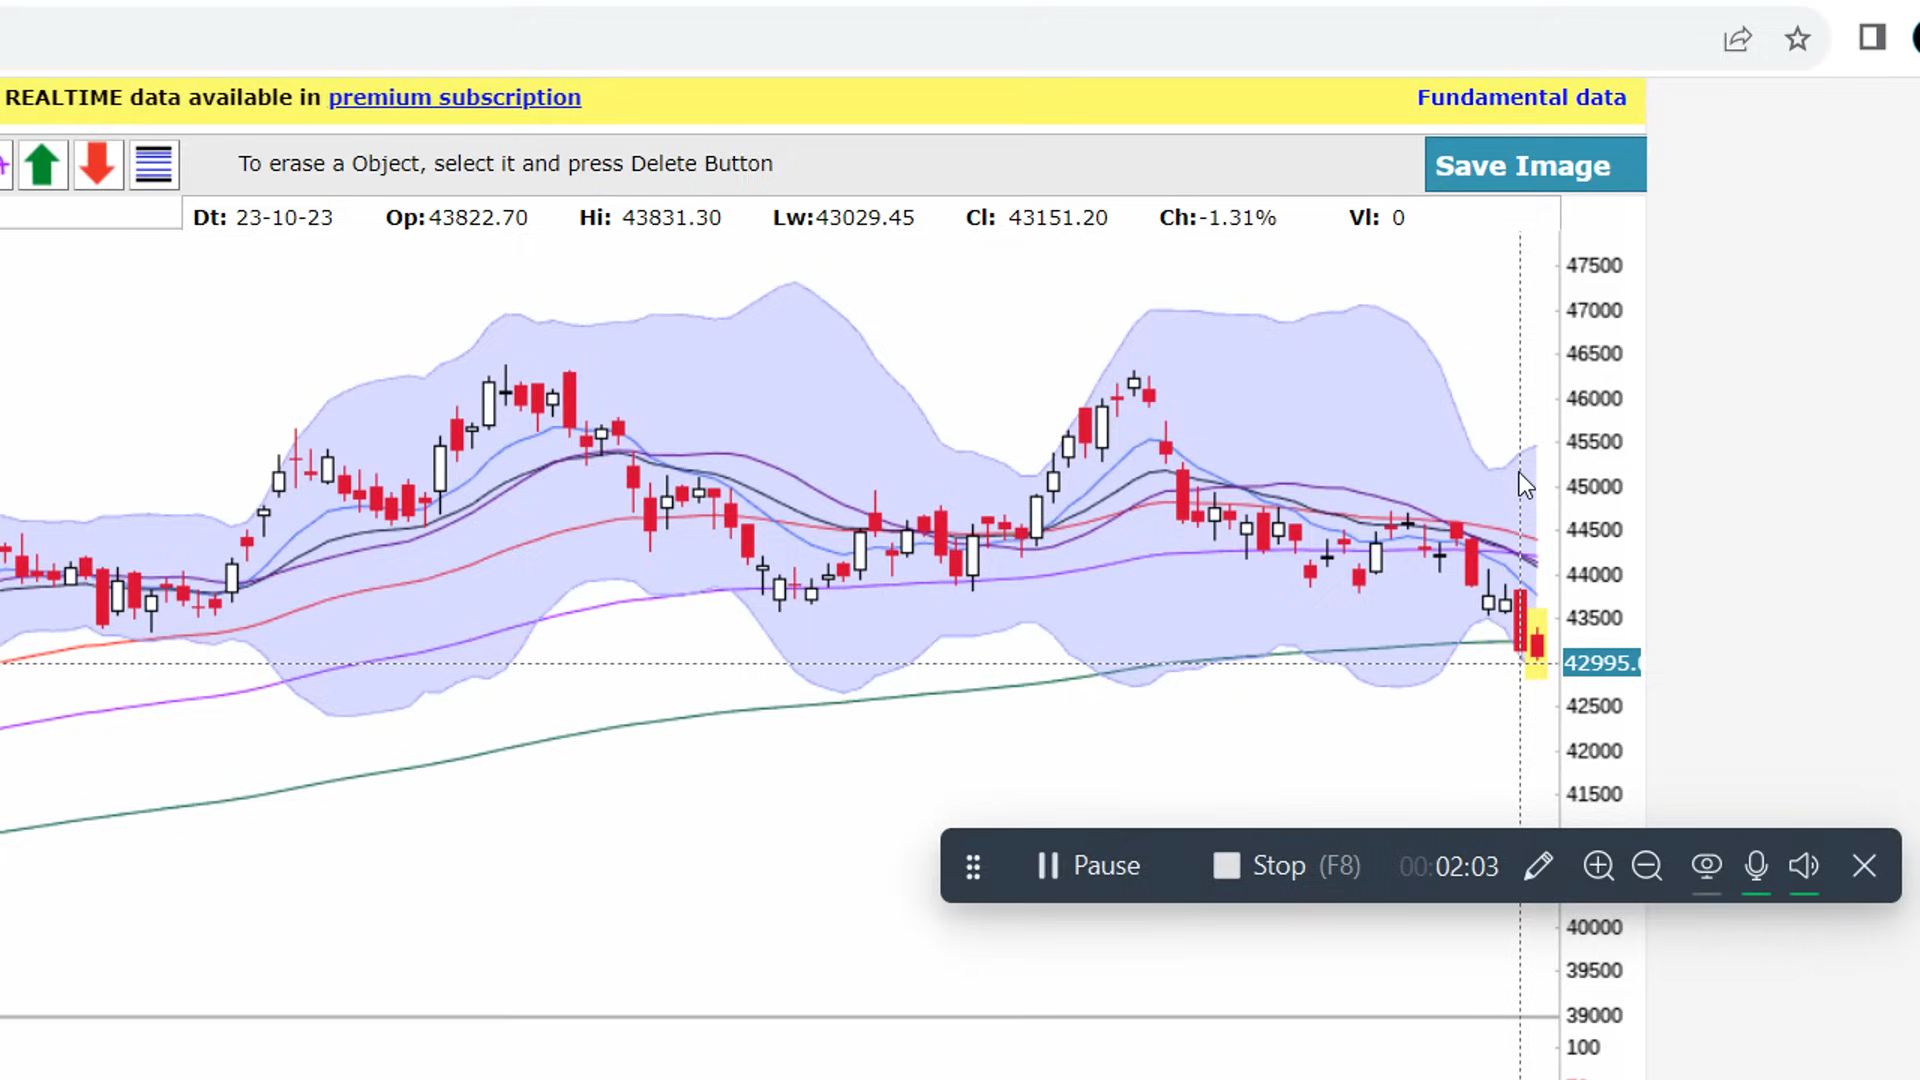 REALTIME data available in premium subscription
Fundamental data
To erase a Object, select it and press Delete Button
Save Image
Dt: 23-10-23 Op:43822.70 Hi: 43831.30 Lw:43029.45 Cl: 43151.20 Ch:-1.31% Vl: 0
47500
47000
46500
46000
45500
45000
44500
44000
43500
42995.
42500
42000
41500
Pause Stop (F8) 00:02:03
40000
39500
39000
100